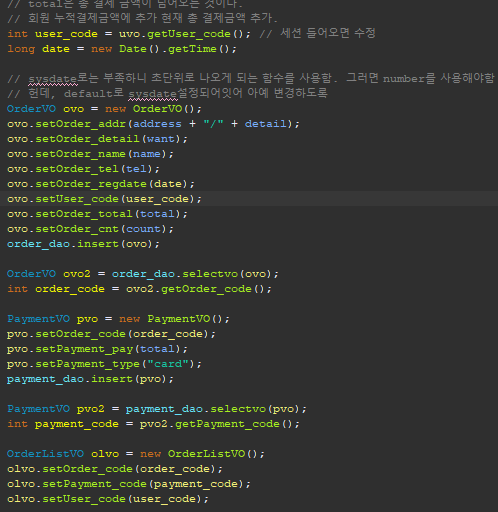 // total은 총 결제 금액이 넘어오는 것이다.
// 회원 누적결제금액에 추가 현재 총 결제금액 추가.
int user_code = uvo.getUser_code(); // 세션 들어오면 수정
long date = new Date().getTime();
// sysdate로는 부족하니 초단위로 나오게 되는 함수를 사용함. 그러면 number를 사용해야함
// 헌데, default로 sysdate설정되어잇어 아예 변경하도록
OrderVO ovo = new OrderVO();
ovo.setOrder_addr(address + "/" + detail);
ovo.setOrder_detail(want);
ovo.setOrder_name(name);
ovo.setOrder_tel(tel);
ovo.setOrder_regdate(date);
ovo.setUser_code(user_code);
ovo.setOrder_total(total);
ovo.setOrder_cnt(count);
order_dao.insert(ovo);
OrderVO ovo2 = order_dao.selectvo(ovo);
int order_code = ovo2.getOrder_code();
PaymentVO pvo = new PaymentVO();
pvo.setOrder_code(order_code);
pvo.setPayment_pay(total);
pvo.setPayment_type("card");
payment_dao.insert(pvo);
PaymentVO pvo2 = payment_dao.selectvo(pvo);
int payment_code = pvo2.getPayment_code();
OrderListVO olvo = new OrderListVO();
olvo.setOrder_code(order_code);
olvo.setPayment_code(payment_code);
olvo.setUser_code(user_code);